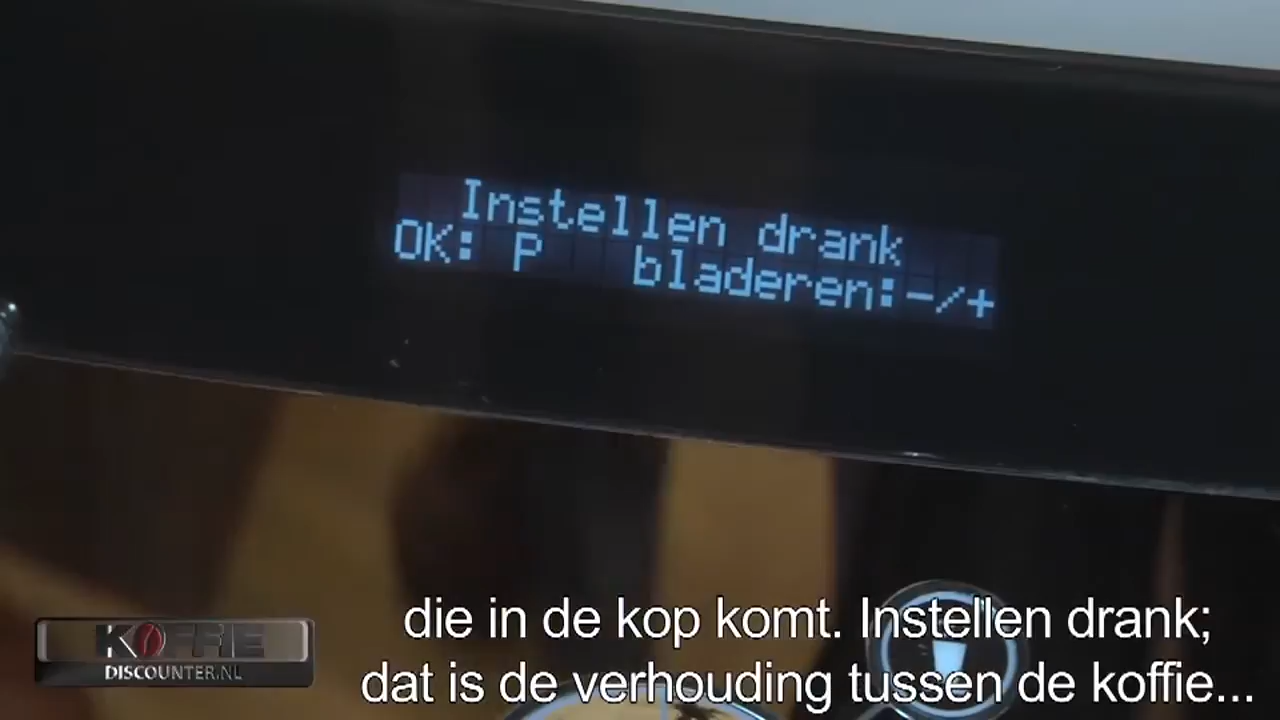 Instellen drank
OK: P bladeren:-/+
die in de kop komt. Instellen drank;
dat is de verhouding tussen de koffie...
KOFFIE
DISCOUNTER.NL